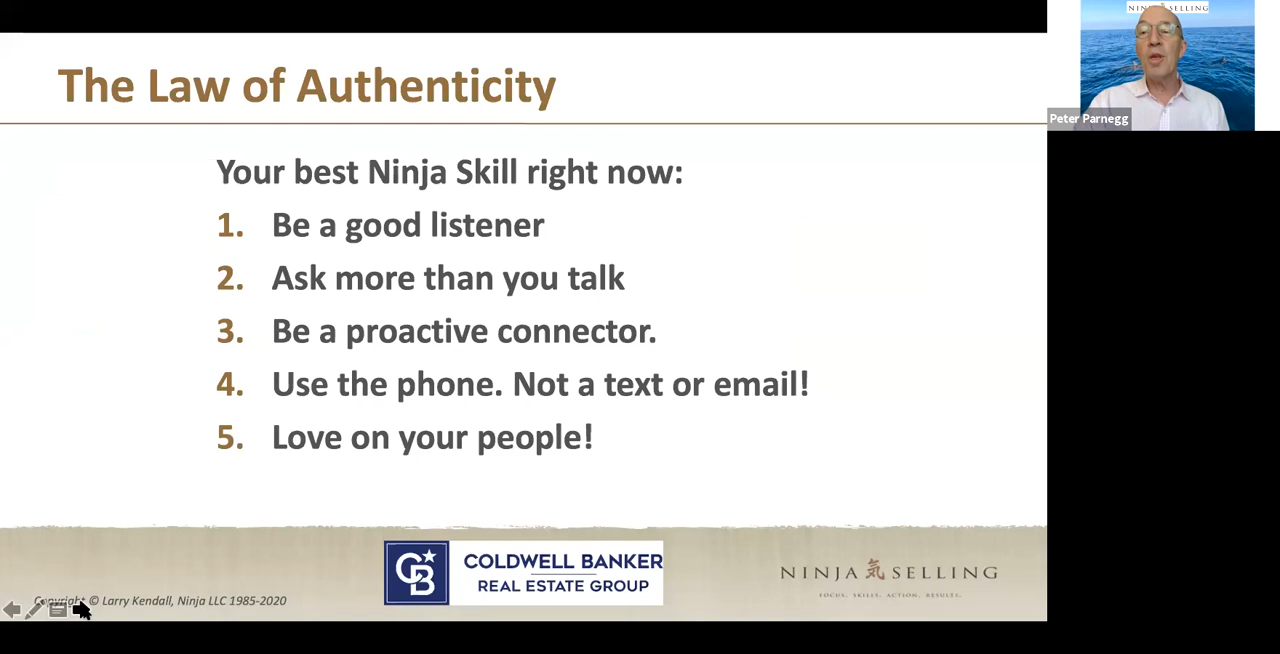 The Law of Authenticity
Your best Ninja Skill right now:
1. Be a good listener
2. Ask more than you talk
3. Be a proactive connector.
4. Use the phone. Not a text or email!
5. Love on your people!
NINJA SELLING
Peter Parnegg
Copyright © Larry Kendall, Ninja LLC 1985-2020
CB
COLDWELL BANKER
REAL ESTATE GROUP
NINJA 気 SELLING
FOCUS. SKILLS. ACTION. RESULTS.